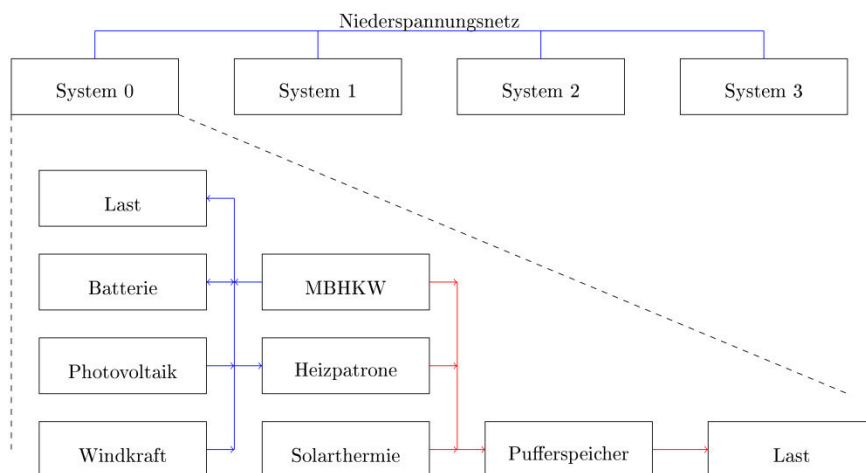 Niederspannungsnetz
System 0
System 1
System 2
System 3
Last
Batterie
MBHKW
Photovoltaik
Heizpatrone
Windkraft
Solarthermie
Pufferspeicher
Last